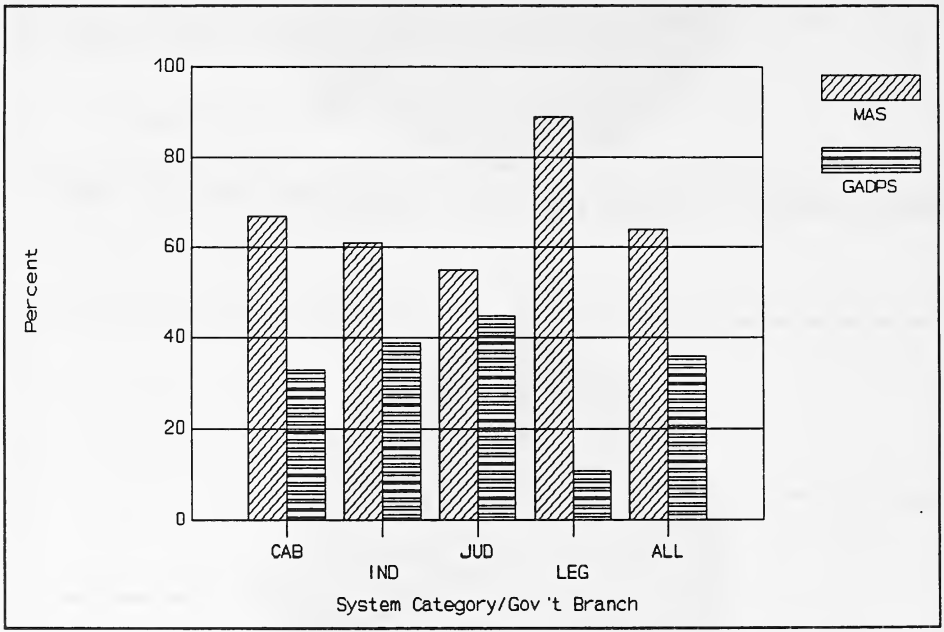 100
80
60
40
20
0
Percent
CAB
IND
JUD
LEG
ALL
System Category/Gov't Branch
MAS
GADPS